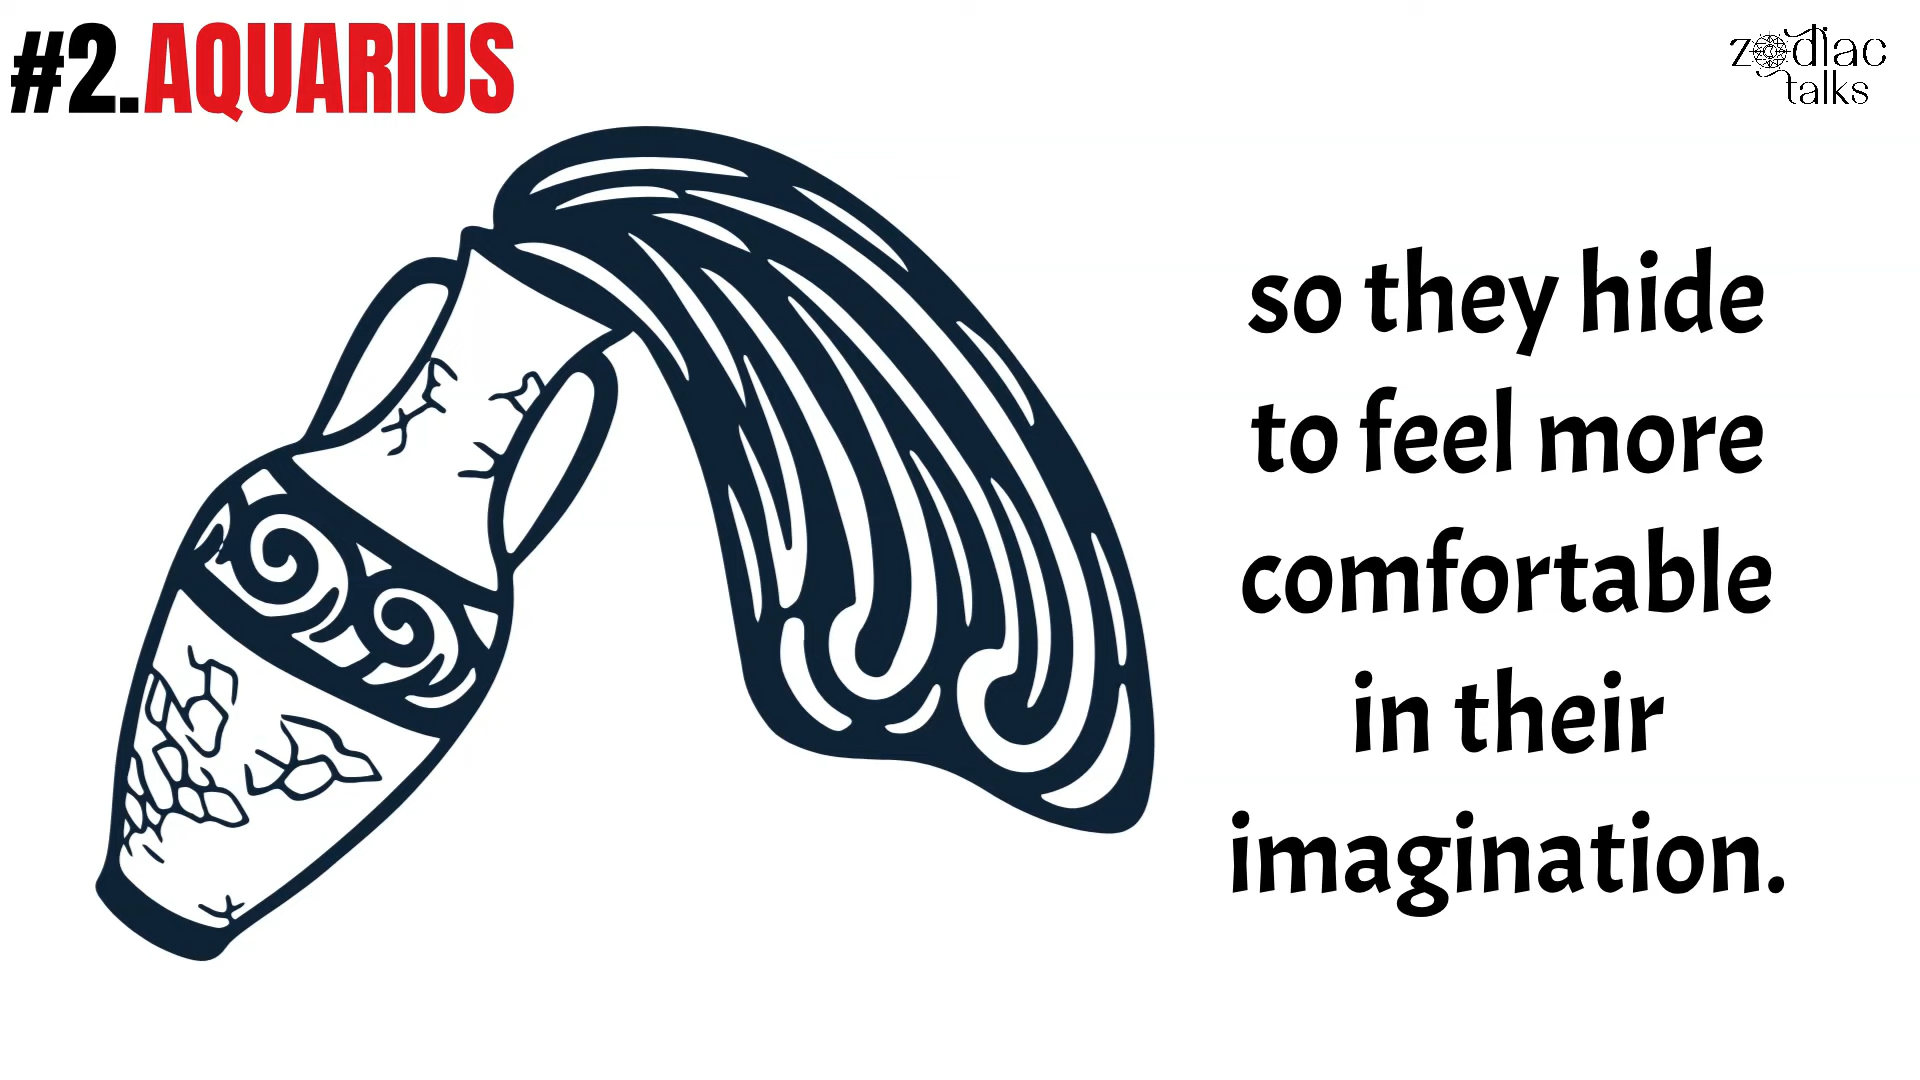 #2.AQUARIUS
zodiac
talks
so they hide
to feel more
comfortable
in their
imagination.